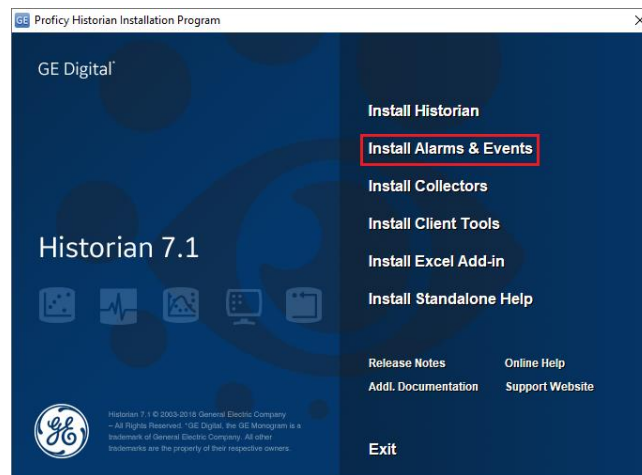 GE Proficy Historian Installation Program
GE Digital
Install Historian
Install Alarms & Events
Install Collectors
Install Client Tools
Install Excel Add-in
Install Standalone Help
Historian 7.1
Release Notes Online Help
Addl. Documentation Support Website
Historian 7.1 © 2003-2018 General Electric Company
– All Rights Reserved. *GE Digital, the GE Monogram is a
trademark of General Electric Company. All other
trademarks are the property of their respective owners.
Exit